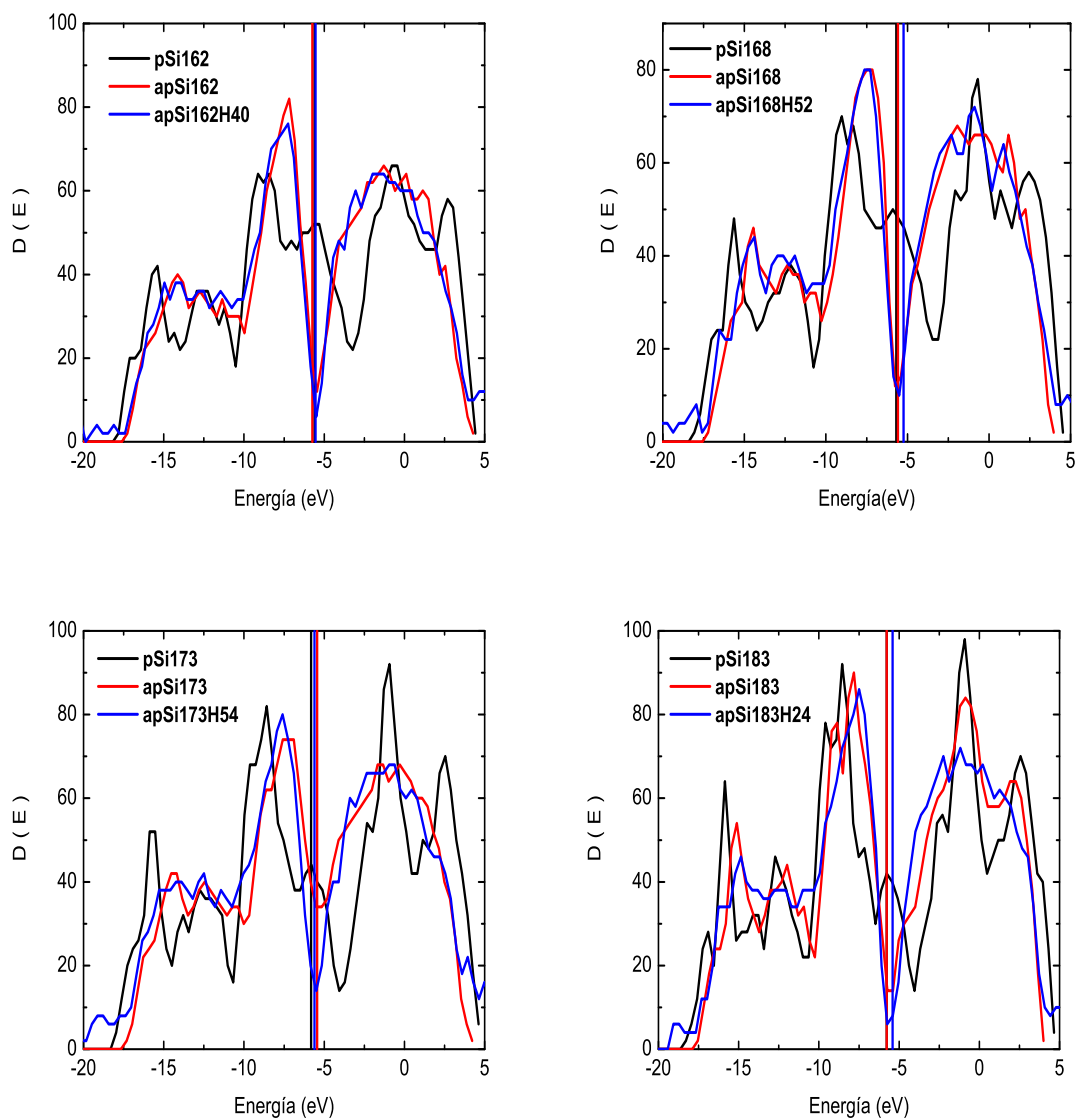 100
80
60
40
20
0
D ( E )
pSi162
apSi162
apSi162H40
-20 -15 -10 -5 0 5
Energía (eV)
80
60
40
20
0
D ( E )
pSi168
apSi168
apSi168H52
-20 -15 -10 -5 0 5
Energía(eV)
100
80
60
40
20
0
D ( E )
pSi173
apSi173
apSi173H54
-20 -15 -10 -5 0 5
Energía (eV)
100
80
60
40
20
0
D ( E )
pSi183
apSi183
apSi183H24
-20 -15 -10 -5 0 5
Energía (eV)